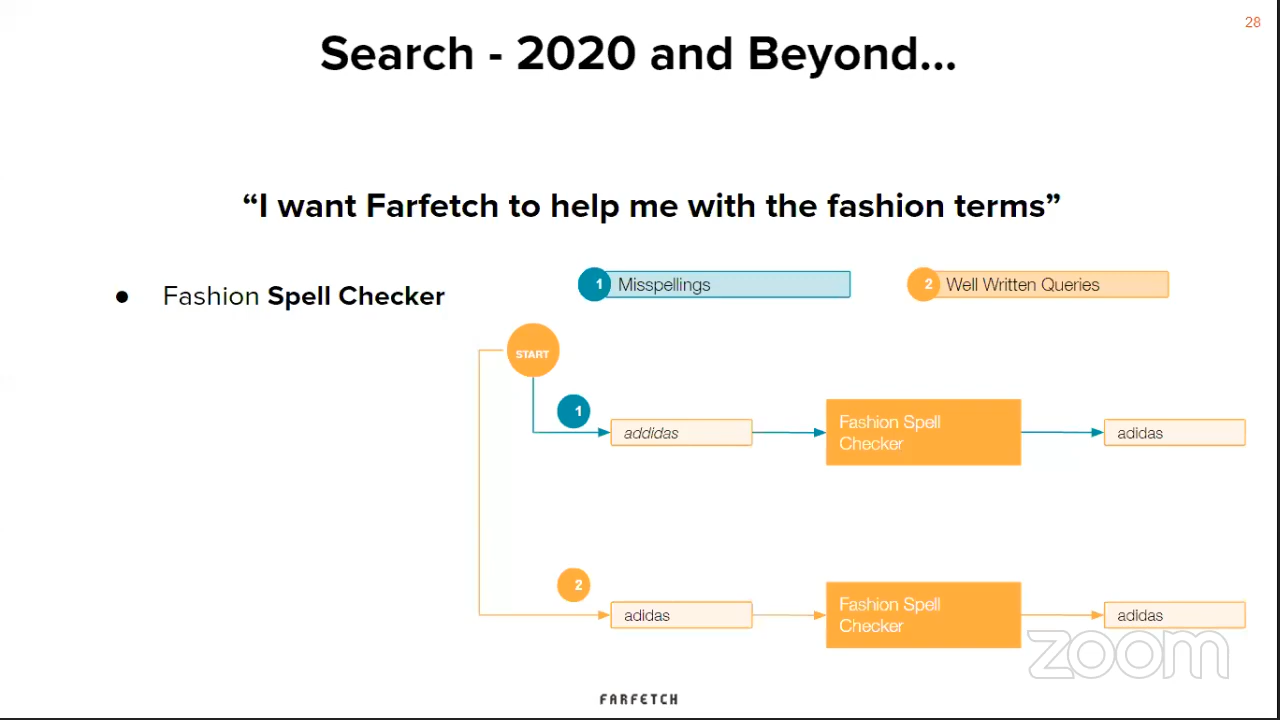 28
Search - 2020 and Beyond...
“I want Farfetch to help me with the fashion terms”
● Fashion Spell Checker
1 Misspellings
2 Well Written Queries
START
1
addidas
Fashion Spell
Checker
adidas
2
adidas
Fashion Spell
Checker
adidas
zoom
FARFETCH